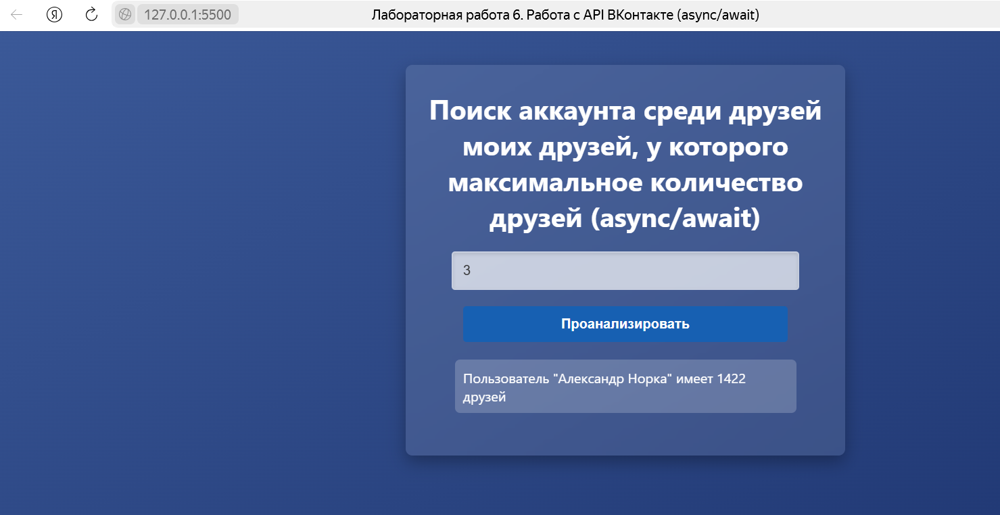 Я 127.0.0.1:5500 Лабораторная работа 6. Работа с API ВКонтакте (async/await)
Поиск аккаунта среди друзей
моих друзей, у которого
максимальное количество
друзей (async/await)
3
Проанализировать
Пользователь "Александр Норка" имеет 1422
друзей